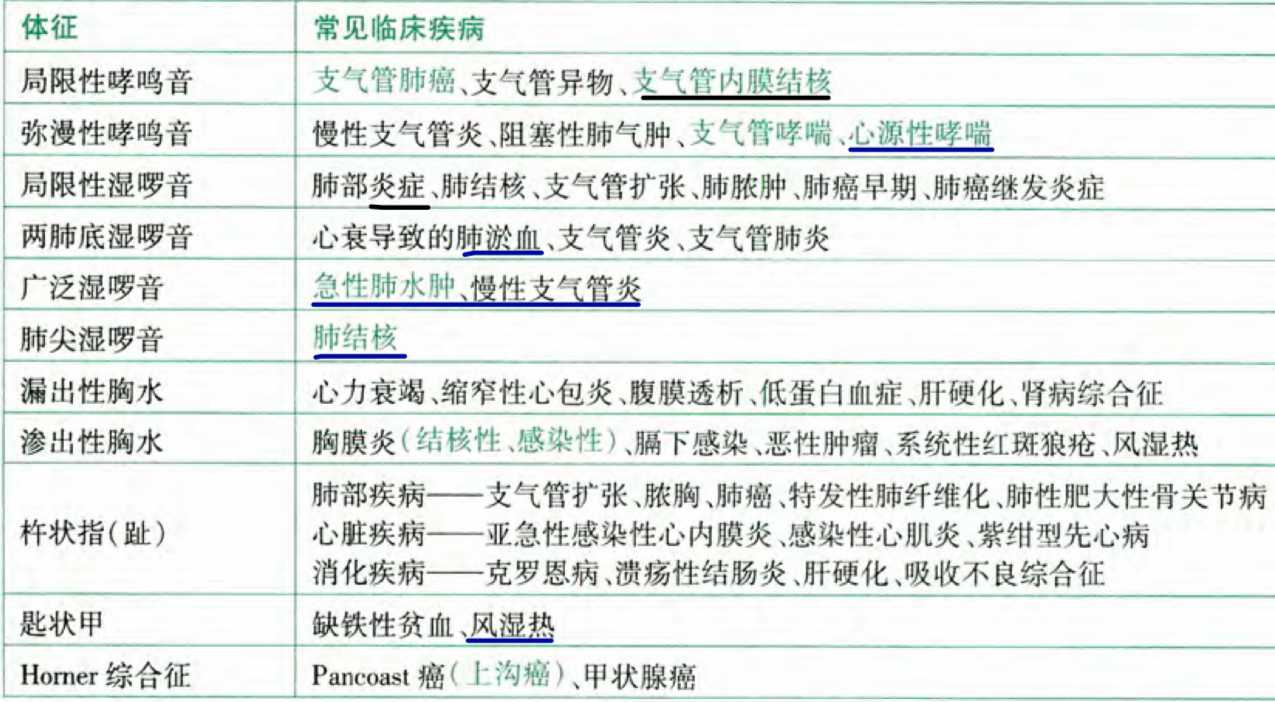 体征 常见临床疾病
局限性哮鸣音 支气管肺癌、支气管异物、支气管内膜结核
弥漫性哮鸣音 慢性支气管炎、阻塞性肺气肿、支气管哮喘、心源性哮喘
局限性湿啰音 肺部炎症、肺结核、支气管扩张、肺脓肿、肺癌早期、肺癌继发炎症
两肺底湿啰音 心衰导致的肺淤血、支气管炎、支气管肺炎
广泛湿啰音 急性肺水肿、慢性支气管炎
肺尖湿啰音 肺结核
漏出性胸水 心力衰竭、缩窄性心包炎、腹膜透析、低蛋白血症、肝硬化、肾病综合征
渗出性胸水 胸膜炎(结核性、感染性)、膈下感染、恶性肿瘤、系统性红斑狼疮、风湿热
肺部疾病——支气管扩张、脓胸、肺癌、特发性肺纤维化、肺性肥大性骨关节病
杵状指(趾) 心脏疾病——亚急性感染性心内膜炎、感染性心肌炎、紫绀型先心病
消化疾病——克罗恩病、溃疡性结肠炎、肝硬化、吸收不良综合征
匙状甲 缺铁性贫血、风湿热
Horner 综合征 Pancoast 癌(上沟癌)、甲状腺癌